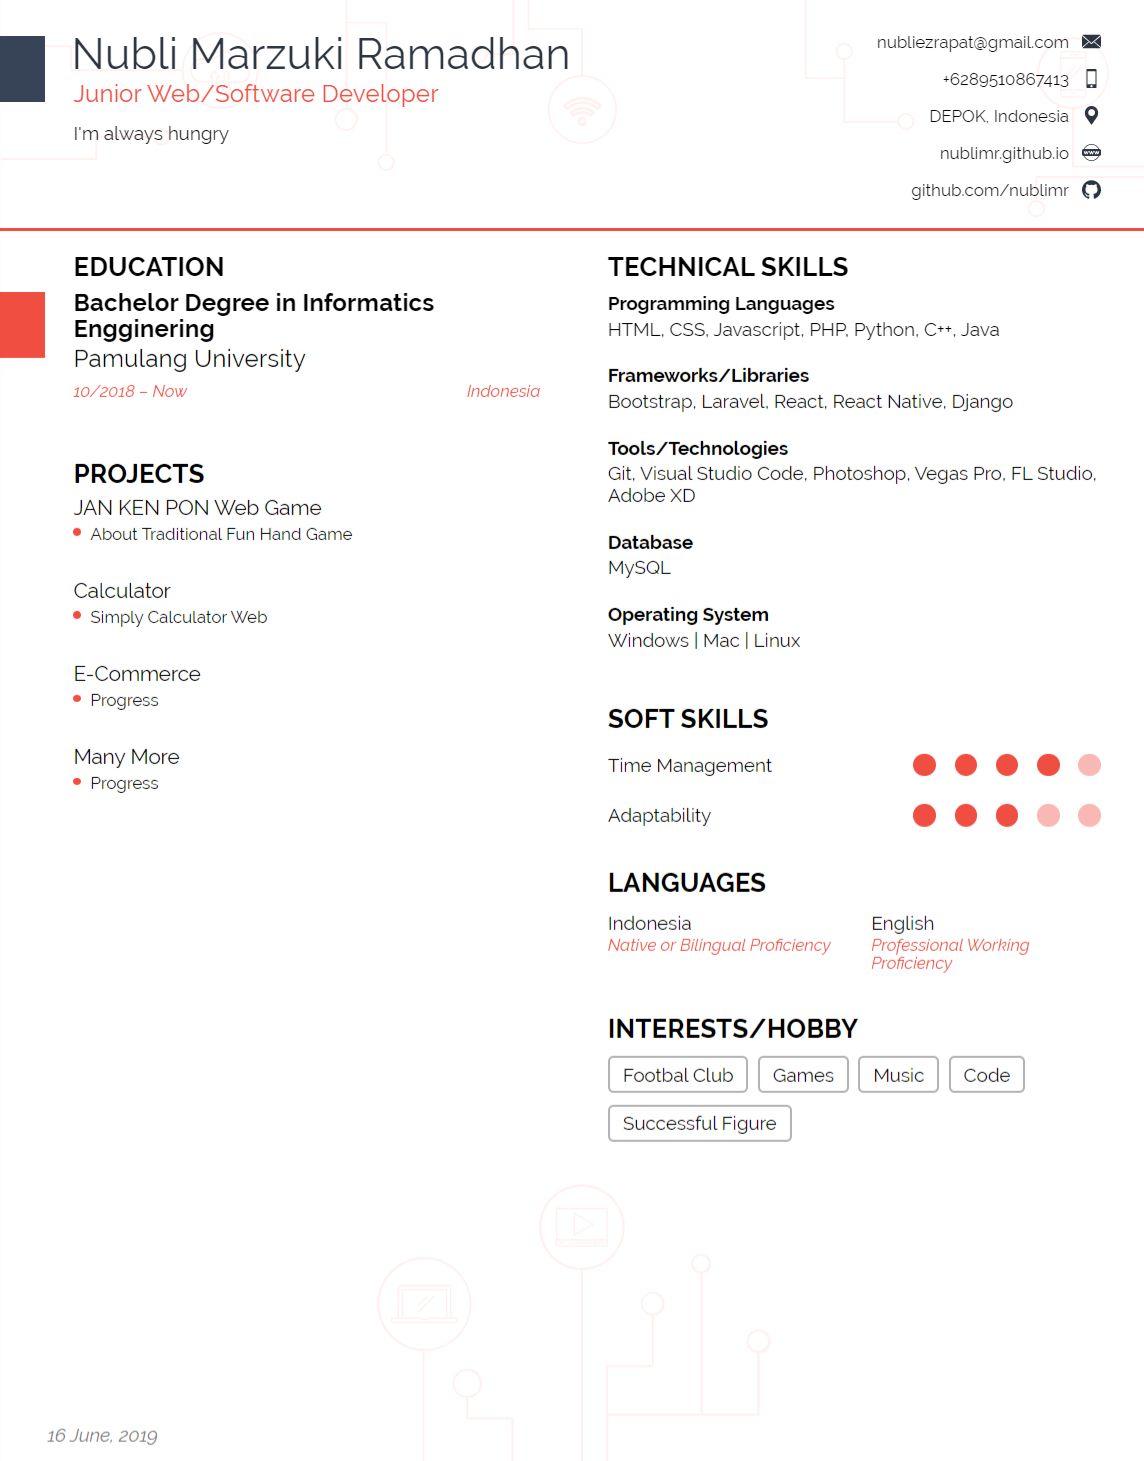 Nubli Marzuki Ramadhan
Junior Web/Software Developer
I'm always hungry
nubliezrapat@gmail.com
+6289510867413
DEPOK, Indonesia
nublimr.github.io
github.com/nublimr
EDUCATION
Bachelor Degree in Informatics
Engginering
Pamulang University
10/2018 – Now Indonesia
PROJECTS
JAN KEN PON Web Game
About Traditional Fun Hand Game
Calculator
Simply Calculator Web
E-Commerce
Progress
Many More
Progress
TECHNICAL SKILLS
Programming Languages
HTML, CSS, Javascript, PHP, Python, C++, Java
Frameworks/Libraries
Bootstrap, Laravel, React, React Native, Django
Tools/Technologies
Git, Visual Studio Code, Photoshop, Vegas Pro, FL Studio,
Adobe XD
Database
MySQL
Operating System
Windows | Mac | Linux
SOFT SKILLS
Time Management
Adaptability
LANGUAGES
Indonesia
Native or Bilingual Proficiency
English
Professional Working
Proficiency
INTERESTS/HOBBY
Footbal Club Games Music Code
Successful Figure
16 June, 2019